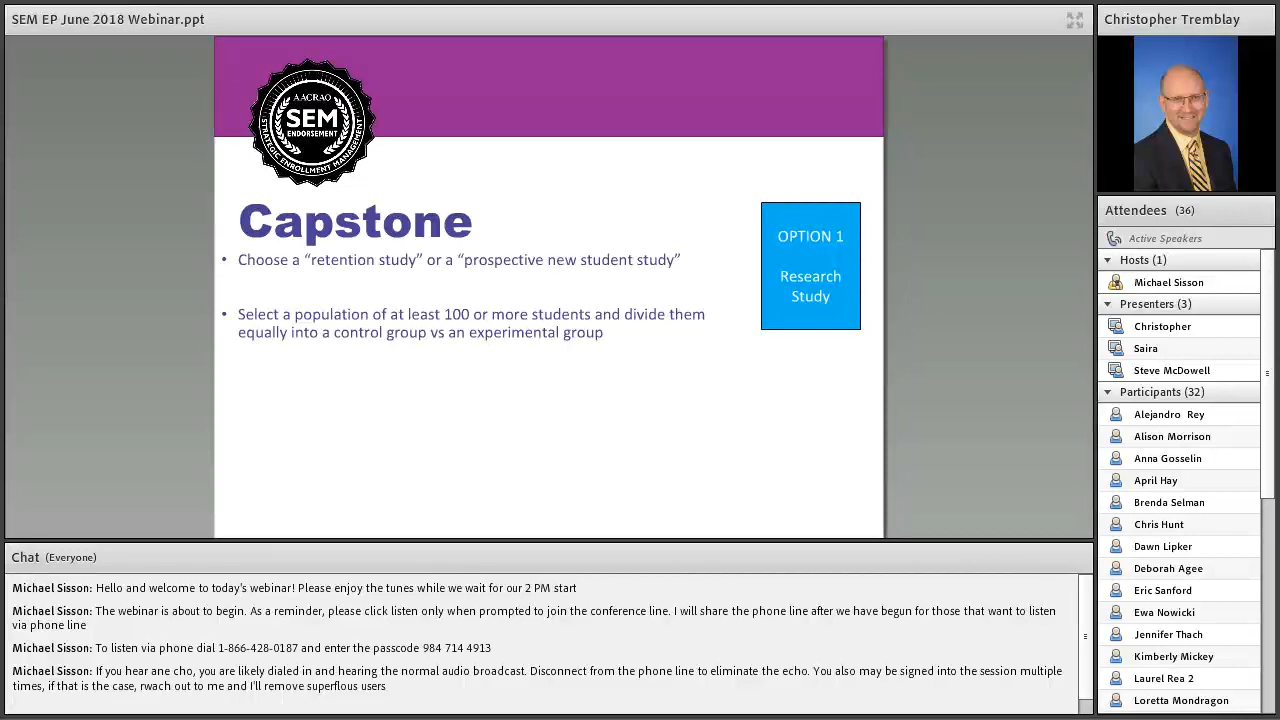 SEM EP June 2018 Webinar.ppt
AACRAO
SEM
ENDORSEMENT
STRATEGIC ENROLLMENT MANAGEMENT
Capstone
• Choose a “retention study” or a “prospective new student study”
• Select a population of at least 100 or more students and divide them
equally into a control group vs an experimental group
OPTION 1
Research
Study
Chat (Everyone)
Michael Sisson: Hello and welcome to today's webinar! Please enjoy the tunes while we wait for our 2 PM start
Michael Sisson: The webinar is about to begin. As a reminder, please click listen only when prompted to join the conference line. I will share the phone line after we have begun for those that want to listen
via phone line
Michael Sisson: To listen via phone dial 1-866-428-0187 and enter the passcode 984 714 4913
Michael Sisson: If you hear ane cho, you are likely dialed in and hearing the normal audio broadcast. Disconnect from the phone line to eliminate the echo. You also may be signed into the session multiple
times, if that is the case, rwach out to me and I'll remove superflous users
Christopher Tremblay
Attendees (36)
Active Speakers
Hosts (1)
Michael Sisson
Presenters (3)
Christopher
Saira
Steve McDowell
Participants (32)
Alejandro Rey
Alison Morrison
Anna Gosselin
April Hay
Brenda Selman
Chris Hunt
Dawn Lipker
Deborah Agee
Eric Sanford
Ewa Nowicki
Jennifer Thach
Kimberly Mickey
Laurel Rea 2
Loretta Mondragon